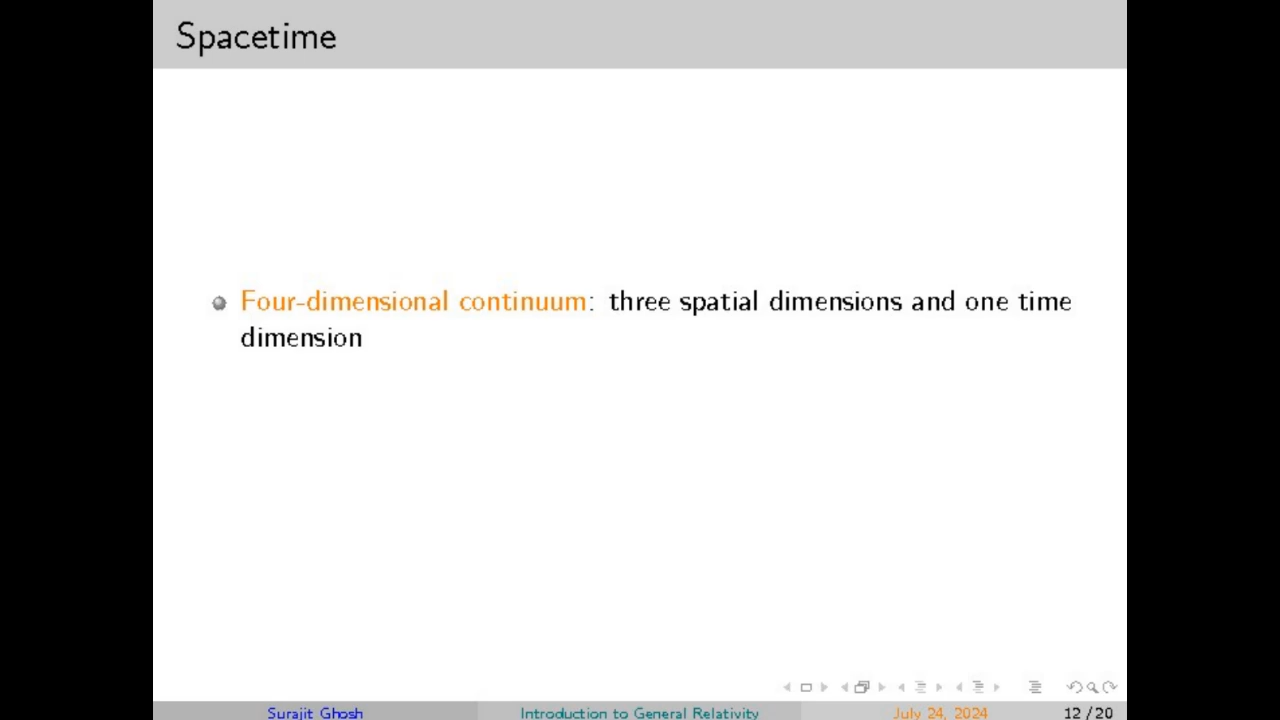 Spacetime
Four-dimensional continuum: three spatial dimensions and one time
dimension
Surajit Ghosh Introduction to General Relativity July 24, 2024 12 / 20